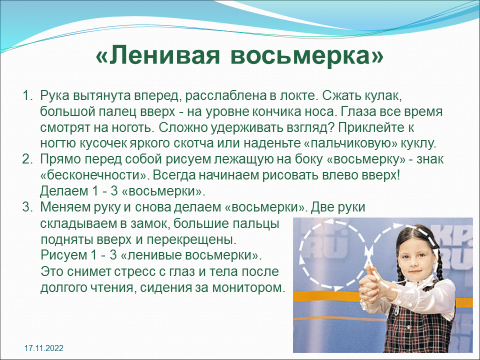 «Ленивая восьмерка»
1. Рука вытянута вперед, расслаблена в локте. Сжать кулак,
большой палец вверх - на уровне кончика носа. Глаза все время
смотрят на ноготь. Сложно удерживать взгляд? Приклейте к
ногтю кусочек яркого скотча или наденьте «пальчиковую» куклу.
2. Прямо перед собой рисуем лежащую на боку «восьмерку» - знак
«бесконечности». Всегда начинаем рисовать влево вверх!
Делаем 1 - 3 «восьмерки».
3. Меняем руку и снова делаем «восьмерки». Две руки
складываем в замок, большие пальцы
подняты вверх и перекрещены.
Рисуем 1 - 3 «ленивые восьмерки».
Это снимет стресс с глаз и тела после
долгого чтения, сидения за монитором.
17.11.2022